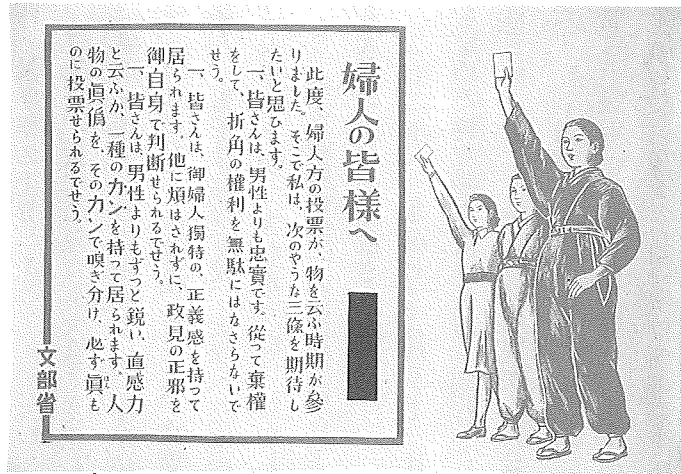 婦人の皆様へ
此度、婦人方の投票が、物を云ふ時期が參
りました。そこで私は、次のやうな三條を期待し
たいと思ひます。
一、皆さんは、男性よりも忠實です。從って棄權
をして、折角の權利を無駄にはなさらないで
せう。
一、皆さんは、御婦人獨特の、正義感を持って
居られます。他に煩はされずに、政見の正邪を
御自身で判斷せられるでせう。
一、皆さんは、男性よりもずっと鋭い、直感力
と云ふか、一種のカンを持って居られます。人
物の眞僞を、そのカンで嗅ぎ分け、必ず眞も
のに投票せられるでせう。
文部省